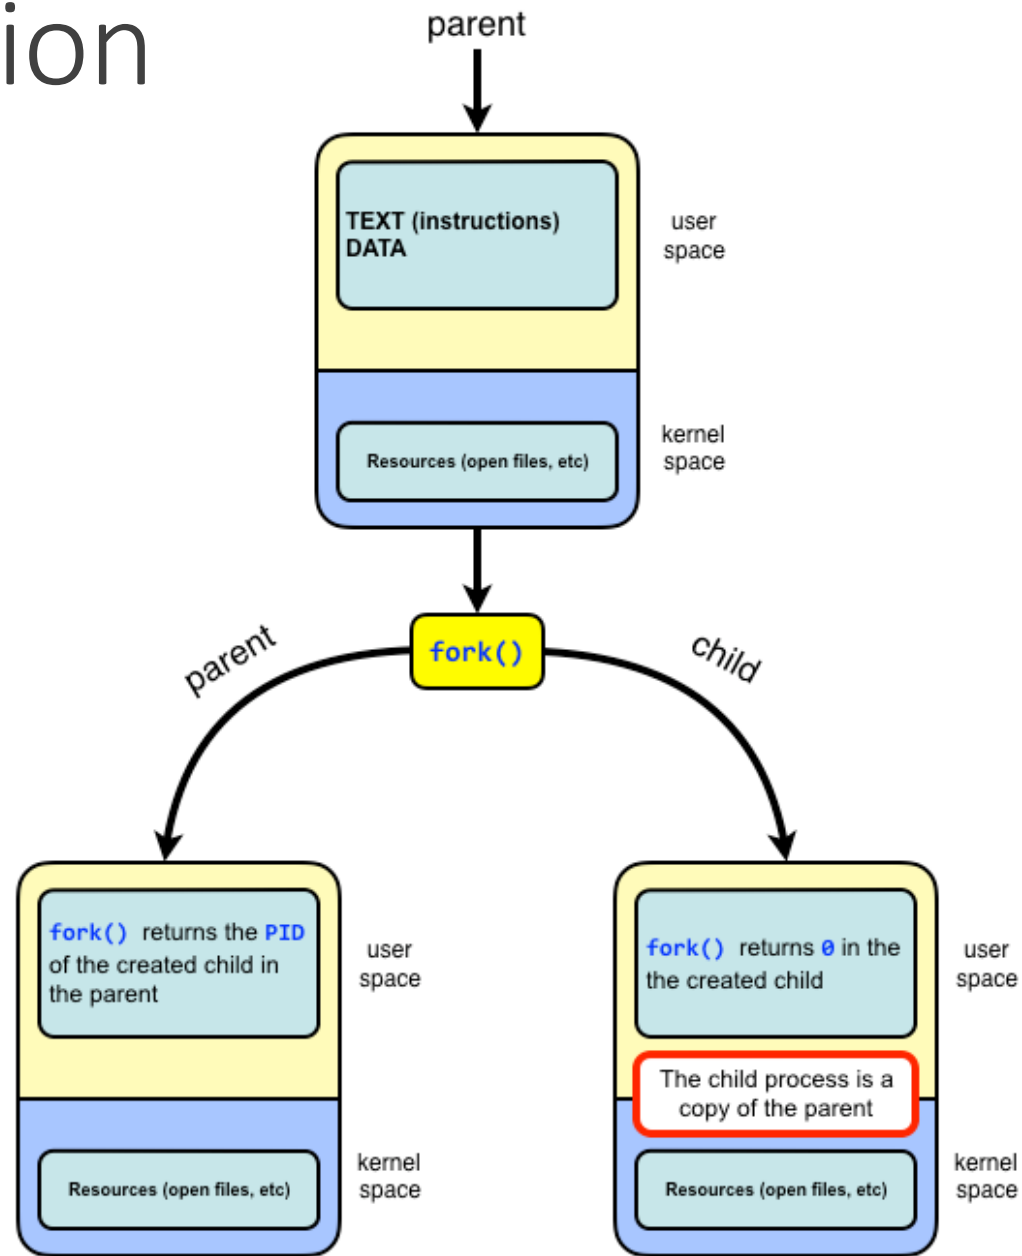 ion
parent
TEXT (instructions)
DATA
user
space
Resources (open files, etc)
kernel
space
fork()
parent
child
fork() returns the PID
of the created child in
the parent
user
space
Resources (open files, etc)
kernel
space
fork() returns 0 in the
the created child
user
space
The child process is a
copy of the parent
Resources (open files, etc)
kernel
space